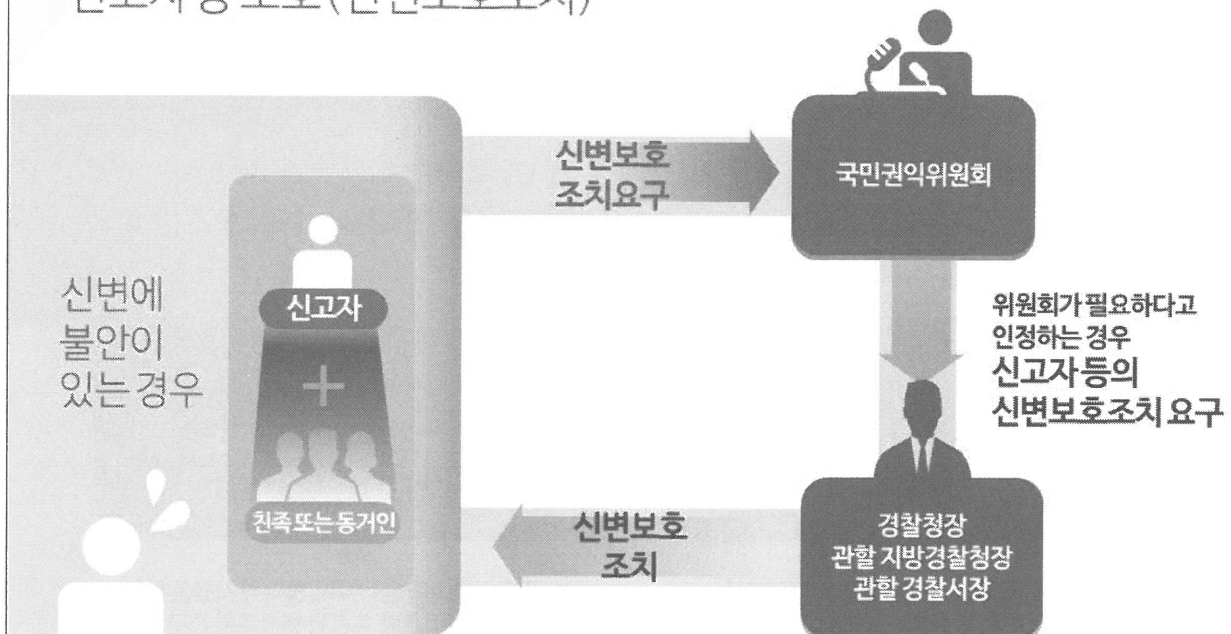 신변에
불안이
있는 경우
신고자
친족 또는 동거인
신변보호
조치요구
국민권익위원회
위원회가 필요하다고
인정하는 경우
신고자 등의
신변보호조치 요구
경찰청장
관할 지방경찰청장
관할 경찰서장
신변보호
조치